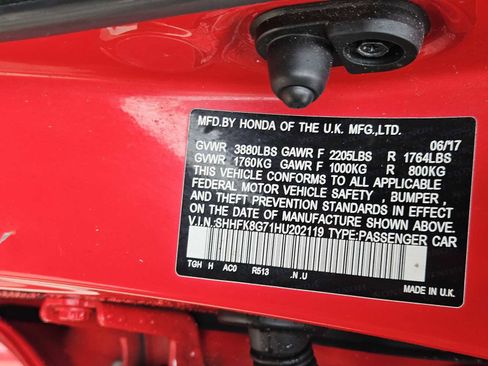 MFD.BY HONDA OF THE U.K. MFG.,LTD.
06/17
GVWR 3880LBS GAWR F 2205LBS R 1764LBS
GVWR 1760KG GAWR F 1000KG R 800KG
THIS VEHICLE CONFORMS TO ALL APPLICABLE
FEDERAL MOTOR VEHICLE SAFETY , BUMPER ,
AND THEFT PREVENTION STANDARDS IN EFFECT
ON THE DATE OF MANUFACTURE SHOWN ABOVE.
V.I.N.:SHHFK8G71HU202119 TYPE:PASSENGER CAR
TGH H AC0 R513 .N.U
MADE IN U.K.